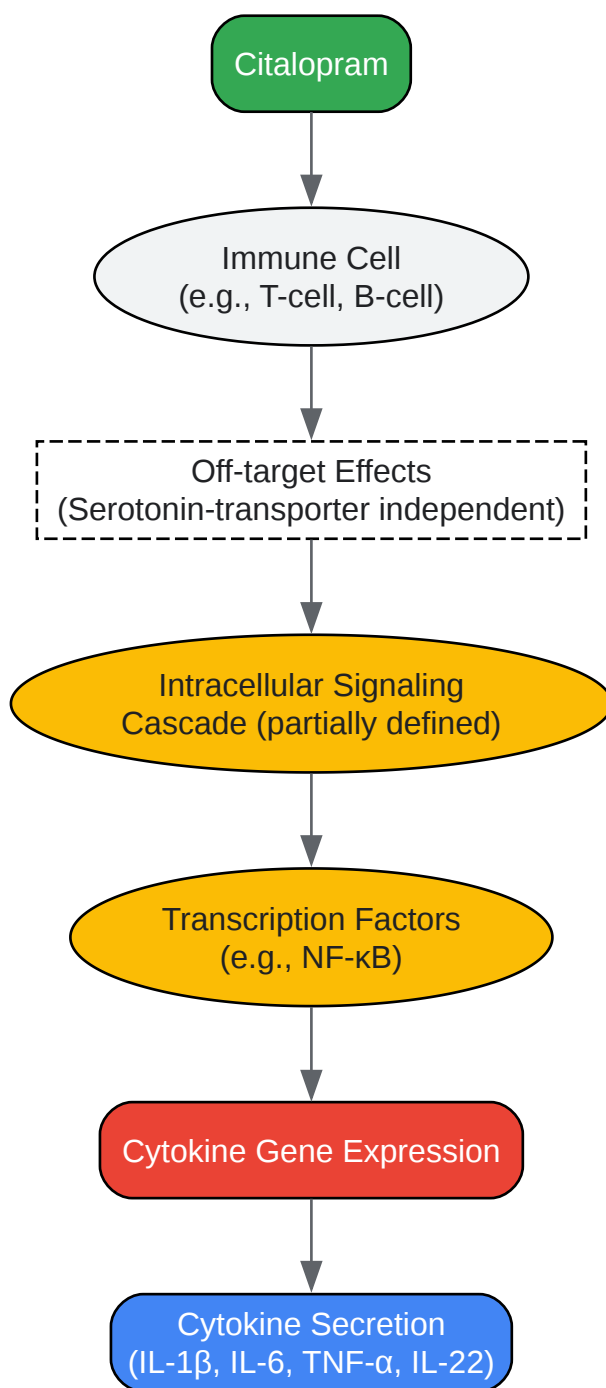 Citalopram
Immune Cell
(e.g., T-cell, B-cell)
Off-target Effects
(Serotonin-transporter independent)
Intracellular Signaling
Cascade (partially defined)
Transcription Factors
(e.g., NF-κB)
Cytokine Gene Expression
Cytokine Secretion
(IL-1β, IL-6, TNF-α, IL-22)